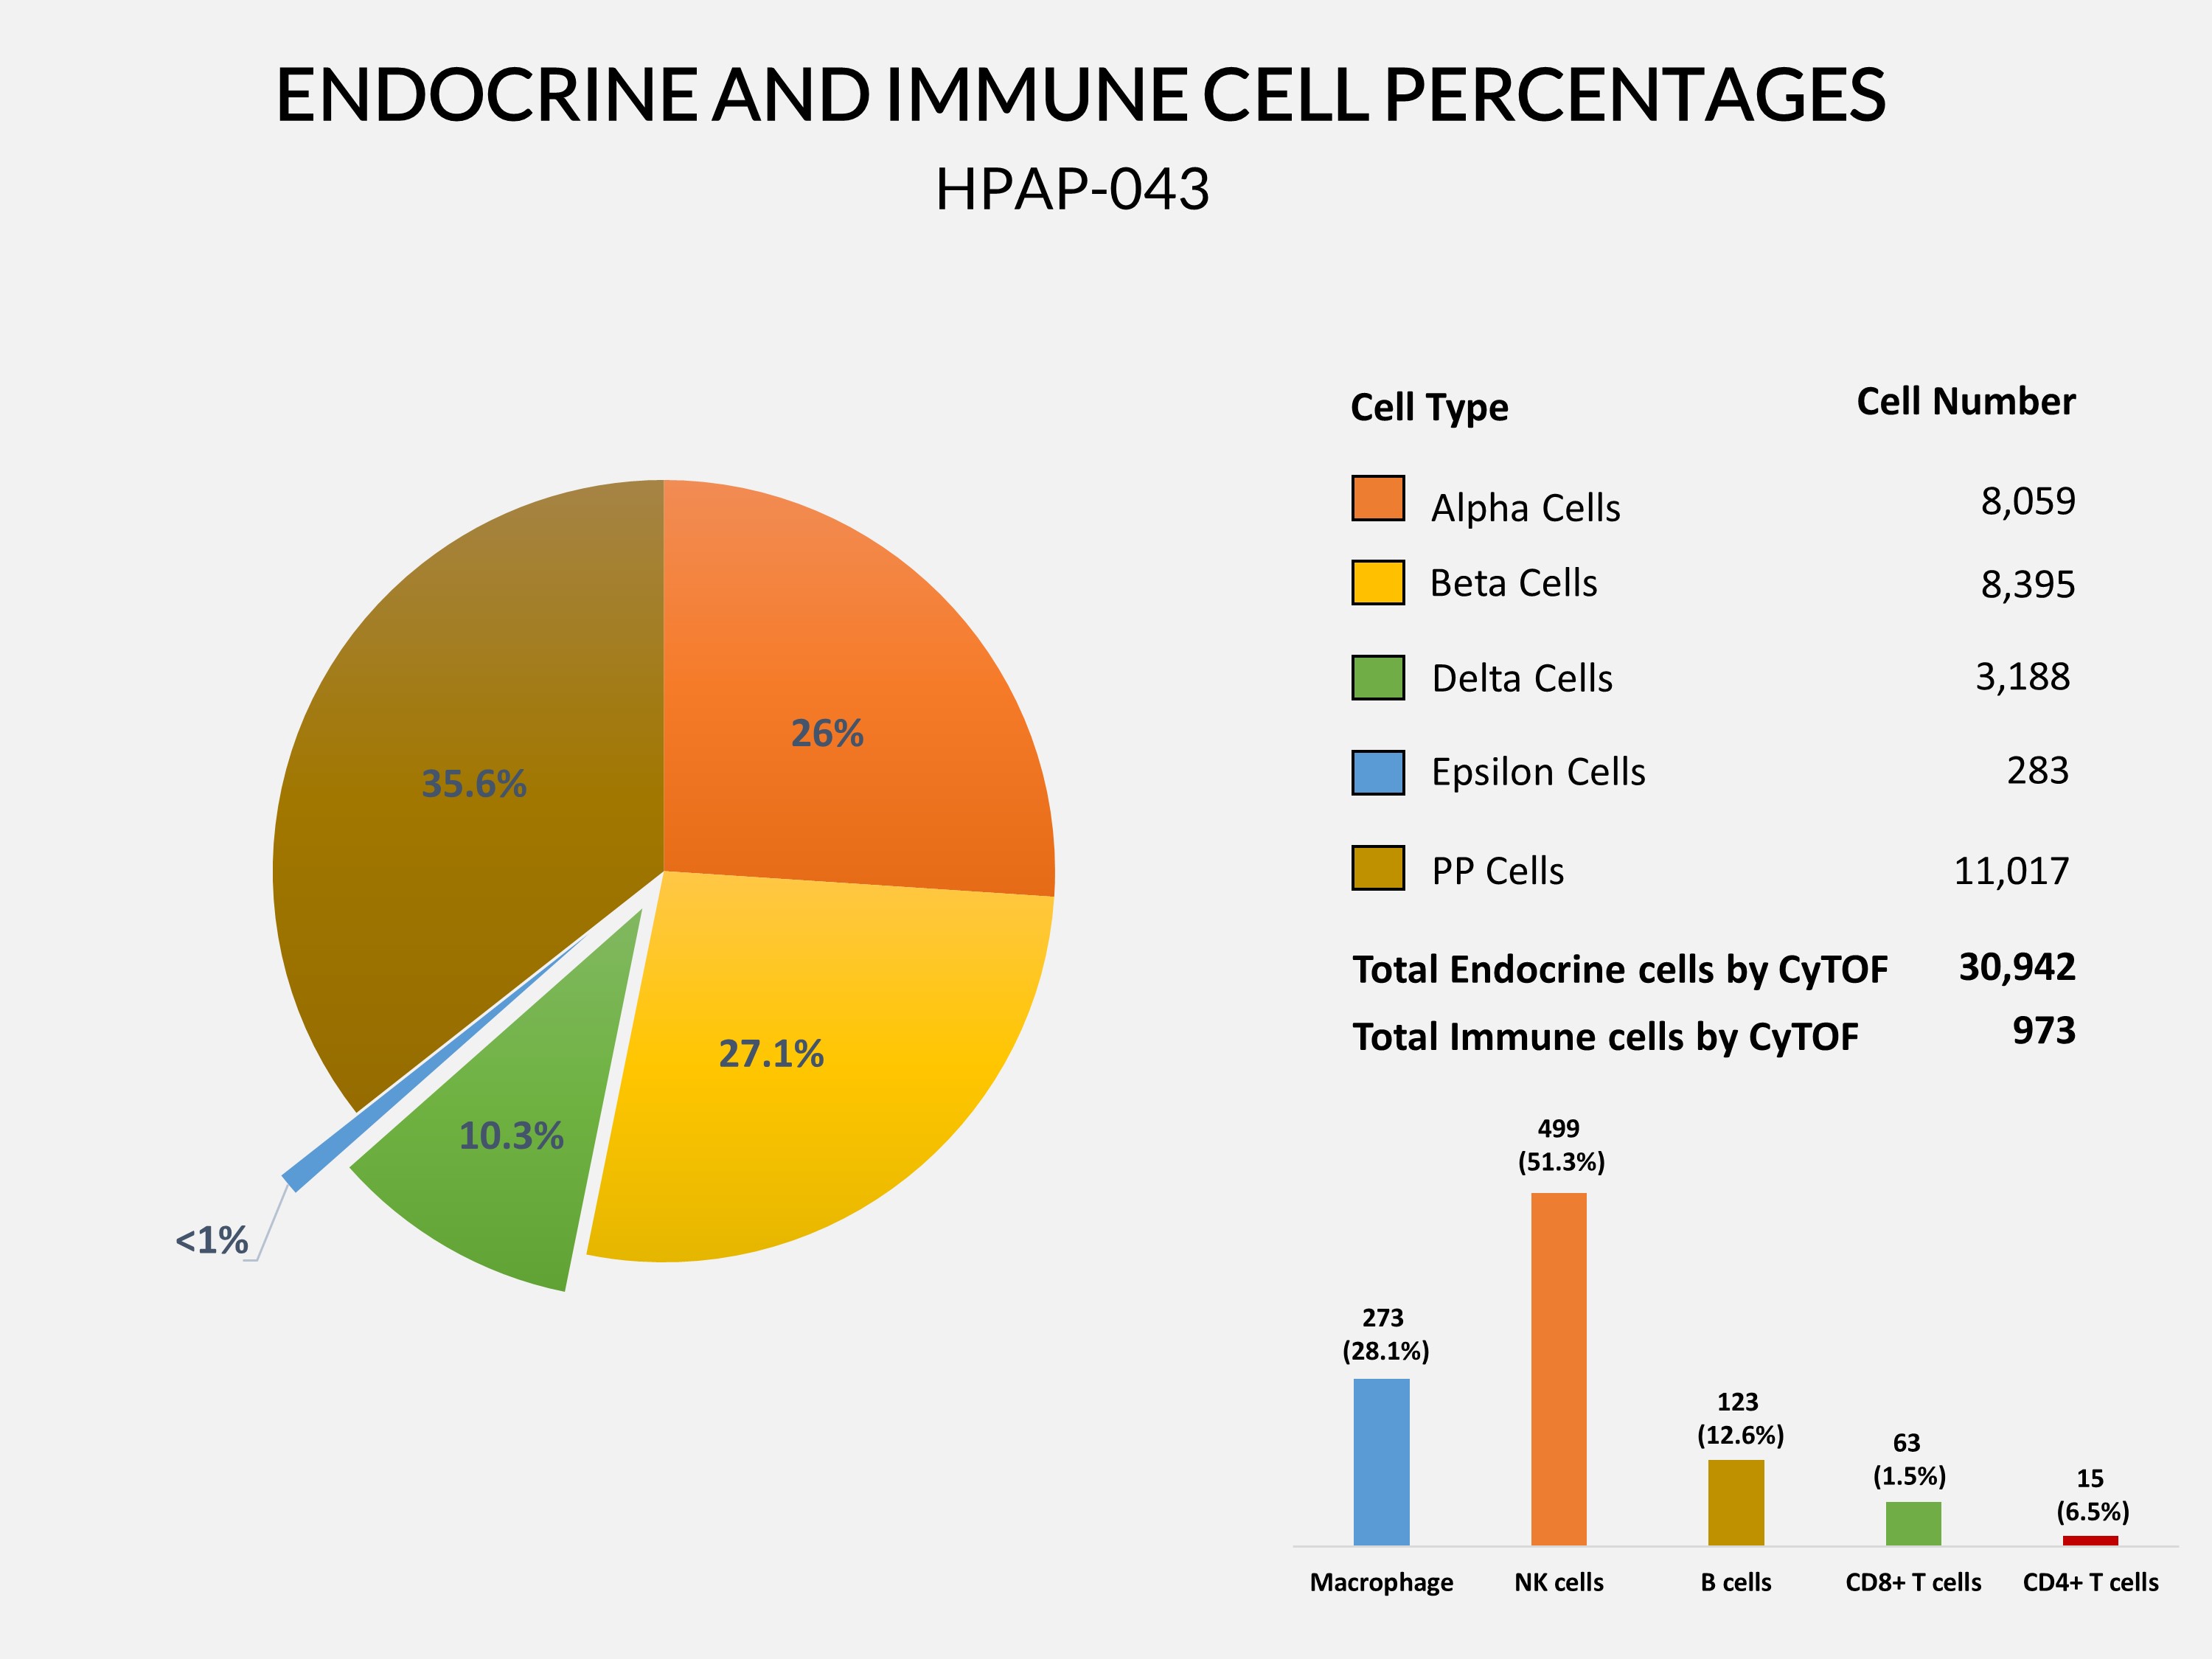 ENDOCRINE AND IMMUNE CELL PERCENTAGES
HPAP-043
Cell Type Cell Number
Alpha Cells 8,059
Beta Cells 8,395
Delta Cells 3,188
Epsilon Cells 283
PP Cells 11,017
Total Endocrine cells by CyTOF 30,942
Total Immune cells by CyTOF 973
26%
35.6%
27.1%
10.3%
<1%
499
(51.3%)
273
(28.1%)
123
(12.6%)
63
(1.5%)
15
(6.5%)
Macrophage NK cells B cells CD8+ T cells CD4+ T cells